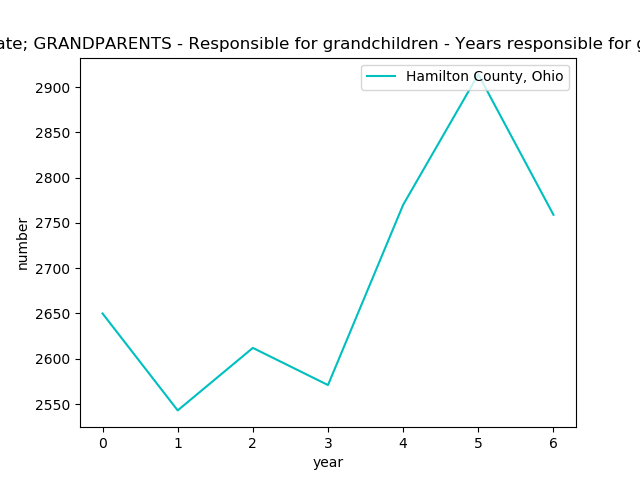 ate; GRANDPARENTS - Responsible for grandchildren - Years responsible for g
Hamilton County, Ohio
2900
2850
2800
2750
2700
2650
2600
2550
number
0 1 2 3 4 5 6
year